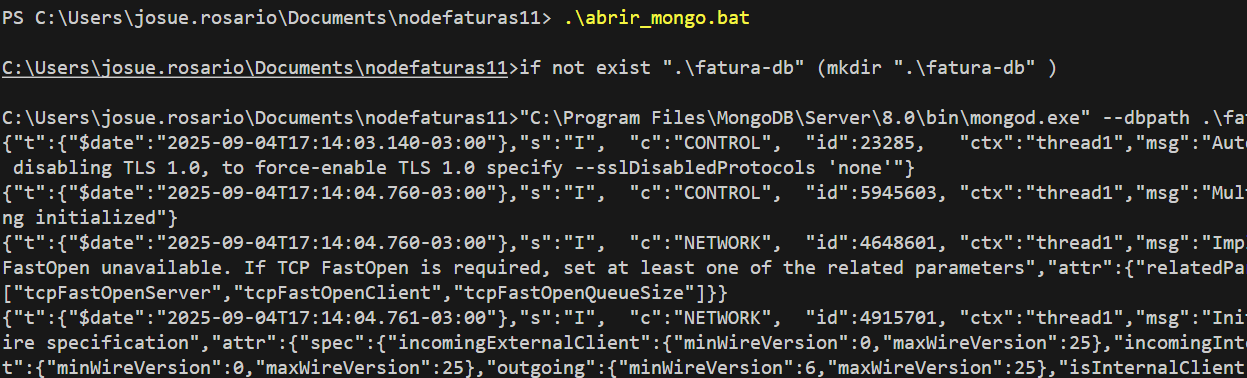 PS C:\Users\josue.rosario\Documents\nodefaturas11> .\abrir_mongo.bat
C:\Users\josue.rosario\Documents\nodefaturas11>if not exist ".\fatura-db" (mkdir ".\fatura-db" )
C:\Users\josue.rosario\Documents\nodefaturas11>"C:\Program Files\MongoDB\Server\8.0\bin\mongod.exe" --dbpath .\fat
{"t":{"$date":"2025-09-04T17:14:03.140-03:00"},"s":"I",  "c":"CONTROL",  "id":23285,   "ctx":"thread1","msg":"Auto
 disabling TLS 1.0, to force-enable TLS 1.0 specify --sslDisabledProtocols 'none'"}
{"t":{"$date":"2025-09-04T17:14:04.760-03:00"},"s":"I",  "c":"CONTROL",  "id":5945603, "ctx":"thread1","msg":"Mul
ng initialized"}
{"t":{"$date":"2025-09-04T17:14:04.760-03:00"},"s":"I",  "c":"NETWORK",  "id":4648601, "ctx":"thread1","msg":"Imp
FastOpen unavailable. If TCP FastOpen is required, set at least one of the related parameters","attr":{"relatedPa
["tcpFastOpenServer","tcpFastOpenClient","tcpFastOpenQueueSize"]}}
{"t":{"$date":"2025-09-04T17:14:04.761-03:00"},"s":"I",  "c":"NETWORK",  "id":4915701, "ctx":"thread1","msg":"Ini
ire specification","attr":{"spec":{"incomingExternalClient":{"minWireVersion":0,"maxWireVersion":25},"incomingInt
t":{"minWireVersion":0,"maxWireVersion":25},"outgoing":{"minWireVersion":6,"maxWireVersion":25},"isInternalClient